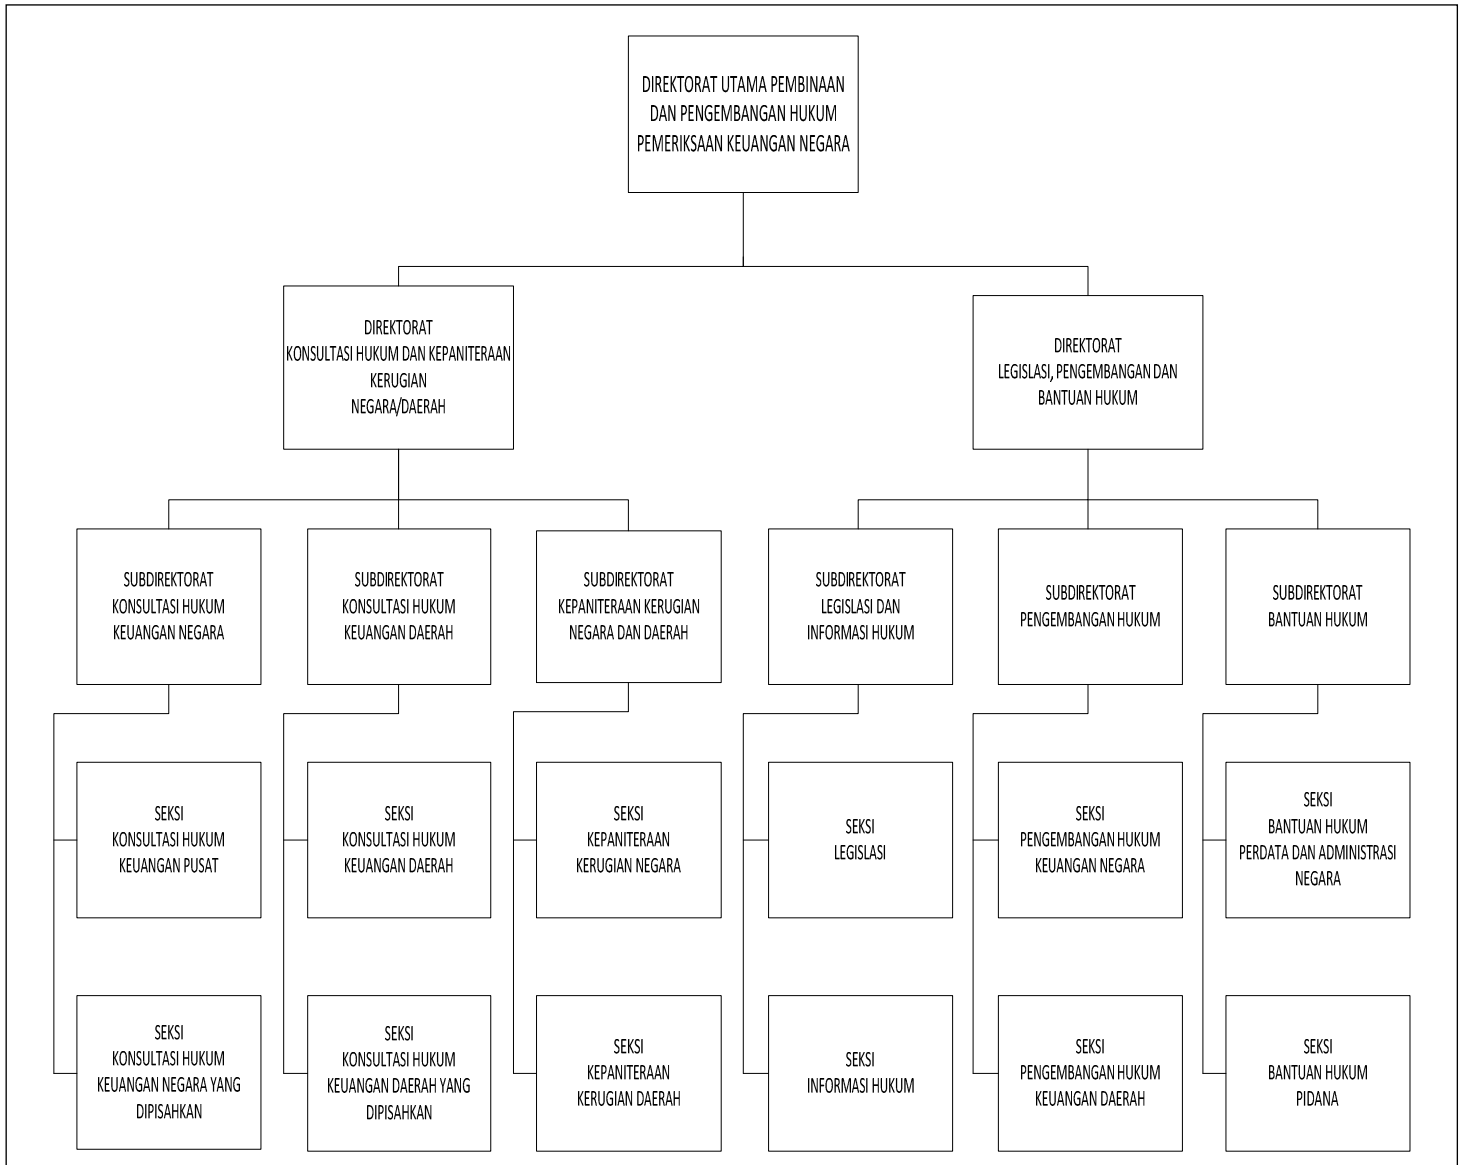 DIREKTORAT UTAMA PEMBINAAN
DAN PENGEMBANGAN HUKUM
PEMERIKSAAN KEUANGAN NEGARA
DIREKTORAT
KONSULTASI HUKUM DAN KEPANITERAAN
KERUGIAN
NEGARA/DAERAH
DIREKTORAT
LEGISLASI, PENGEMBANGAN DAN
BANTUAN HUKUM
SUBDIREKTORAT
KONSULTASI HUKUM
KEUANGAN NEGARA
SUBDIREKTORAT
KONSULTASI HUKUM
KEUANGAN DAERAH
SUBDIREKTORAT
KEPANITERAAN KERUGIAN
NEGARA DAN DAERAH
SUBDIREKTORAT
LEGISLASI DAN
INFORMASI HUKUM
SUBDIREKTORAT
PENGEMBANGAN HUKUM
SUBDIREKTORAT
BANTUAN HUKUM
SEKSI
KONSULTASI HUKUM
KEUANGAN PUSAT
SEKSI
KONSULTASI HUKUM
KEUANGAN DAERAH
SEKSI
KEPANITERAAN
KERUGIAN NEGARA
SEKSI
LEGISLASI
SEKSI
PENGEMBANGAN HUKUM
KEUANGAN NEGARA
SEKSI
BANTUAN HUKUM
PERDATA DAN ADMINISTRASI
NEGARA
SEKSI
KONSULTASI HUKUM
KEUANGAN NEGARA YANG
DIPISAHKAN
SEKSI
KONSULTASI HUKUM
KEUANGAN DAERAH YANG
DIPISAHKAN
SEKSI
KEPANITERAAN
KERUGIAN DAERAH
SEKSI
INFORMASI HUKUM
SEKSI
PENGEMBANGAN HUKUM
KEUANGAN DAERAH
SEKSI
BANTUAN HUKUM
PIDANA